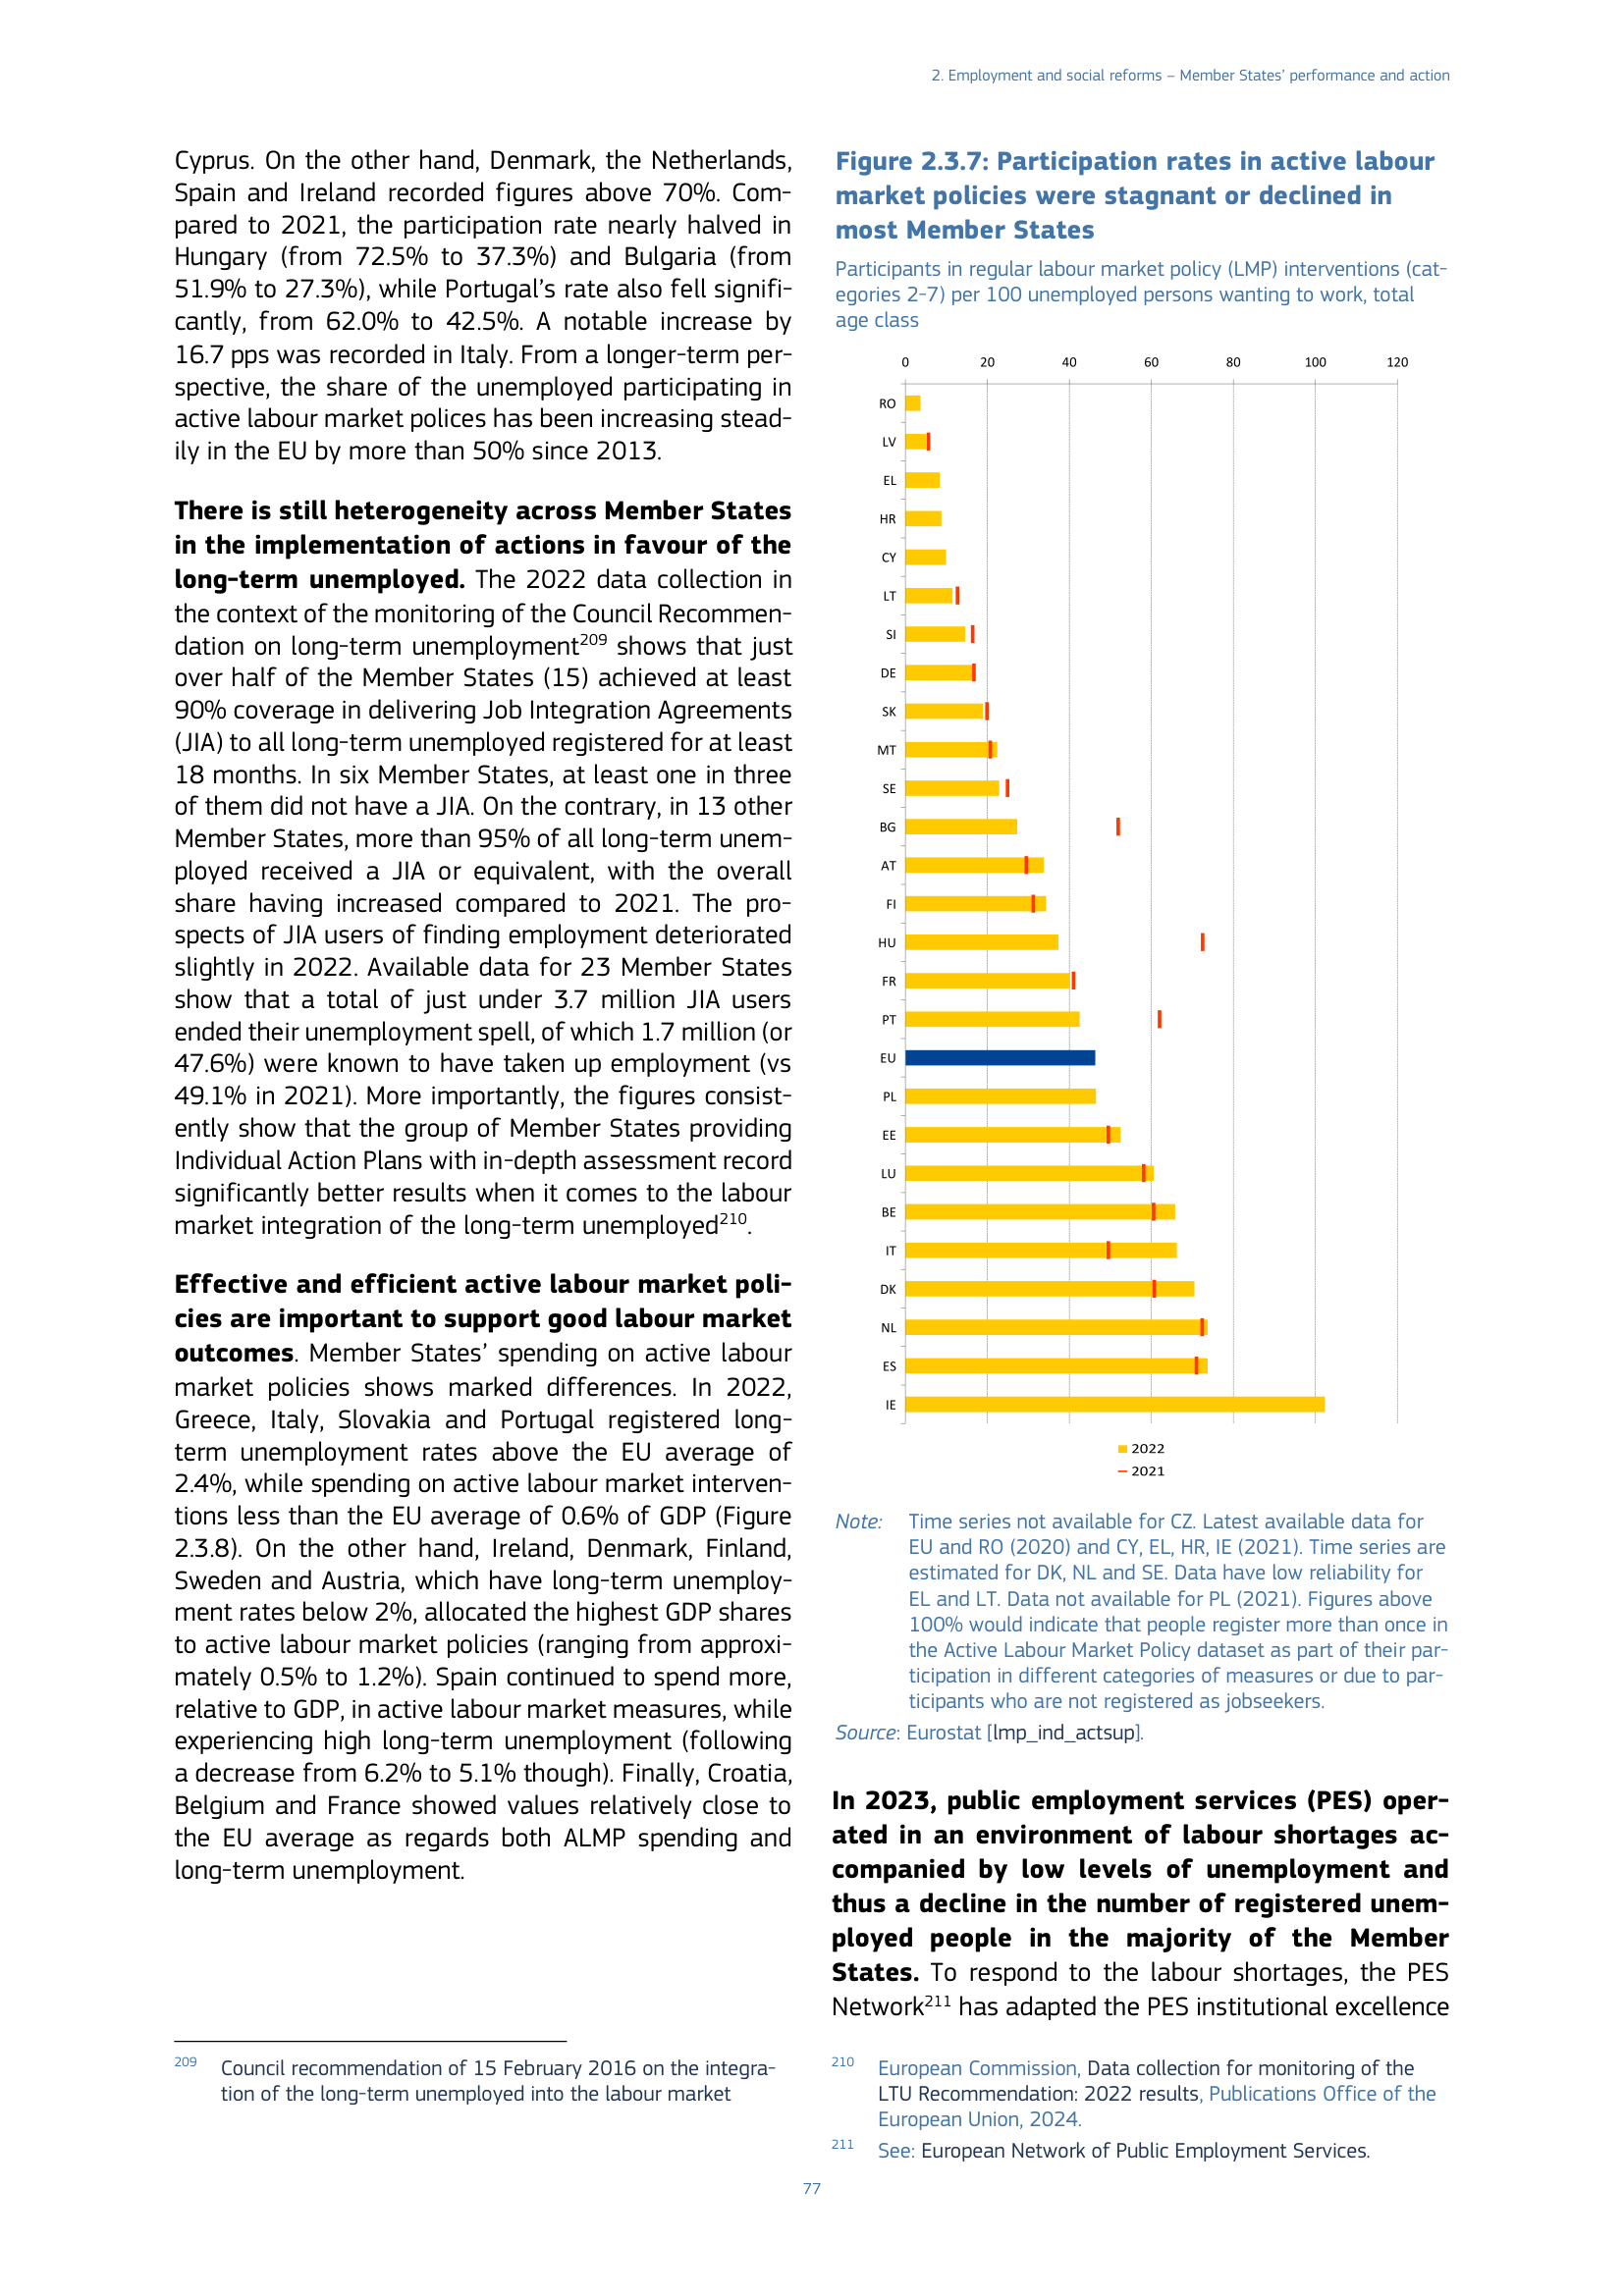 2. Employment and social reforms – Member States' performance and action
Cyprus. On the other hand, Denmark, the Netherlands,
Spain and Ireland recorded figures above 70%. Com-
pared to 2021, the participation rate nearly halved in
Hungary (from 72.5% to 37.3%) and Bulgaria (from
51.9% to 27.3%), while Portugal's rate also fell signifi-
cantly, from 62.0% to 42.5%. A notable increase by
16.7 pps was recorded in Italy. From a longer-term per-
spective, the share of the unemployed participating in
active labour market polices has been increasing stead-
ily in the EU by more than 50% since 2013.
There is still heterogeneity across Member States
in the implementation of actions in favour of the
long-term unemployed. The 2022 data collection in
the context of the monitoring of the Council Recommen-
dation on long-term unemployment209 shows that just
over half of the Member States (15) achieved at least
90% coverage in delivering Job Integration Agreements
(JIA) to all long-term unemployed registered for at least
18 months. In six Member States, at least one in three
of them did not have a JIA. On the contrary, in 13 other
Member States, more than 95% of all long-term unem-
ployed received a JIA or equivalent, with the overall
share having increased compared to 2021. The pro-
spects of JIA users of finding employment deteriorated
slightly in 2022. Available data for 23 Member States
show that a total of just under 3.7 million JIA users
ended their unemployment spell, of which 1.7 million (or
47.6%) were known to have taken up employment (vs
49.1% in 2021). More importantly, the figures consist-
ently show that the group of Member States providing
Individual Action Plans with in-depth assessment record
significantly better results when it comes to the labour
market integration of the long-term unemployed210.
Effective and efficient active labour market poli-
cies are important to support good labour market
outcomes. Member States' spending on active labour
market policies shows marked differences. In 2022,
Greece, Italy, Slovakia and Portugal registered long-
term unemployment rates above the EU average of
2.4%, while spending on active labour market interven-
tions less than the EU average of 0.6% of GDP (Figure
2.3.8). On the other hand, Ireland, Denmark, Finland,
Sweden and Austria, which have long-term unemploy-
ment rates below 2%, allocated the highest GDP shares
to active labour market policies (ranging from approxi-
mately 0.5% to 1.2%). Spain continued to spend more,
relative to GDP, in active labour market measures, while
experiencing high long-term unemployment (following
a decrease from 6.2% to 5.1% though). Finally, Croatia,
Belgium and France showed values relatively close to
the EU average as regards both ALMP spending and
long-term unemployment.
Figure 2.3.7: Participation rates in active labour
market policies were stagnant or declined in
most Member States
Participants in regular labour market policy (LMP) interventions (cat-
egories 2-7) per 100 unemployed persons wanting to work, total
age class
0 20 40 60 80 100 120
RO
LV
EL
HR
CY
LT
SI
DE
SK
MT
SE
BG
AT
FI
HU
FR
PT
EU
PL
EE
LU
BE
IT
DK
NL
ES
IE
2022
2021
Note: Time series not available for CZ. Latest available data for
EU and RO (2020) and CY, EL, HR, IE (2021). Time series are
estimated for DK, NL and SE. Data have low reliability for
EL and LT. Data not available for PL (2021). Figures above
100% would indicate that people register more than once in
the Active Labour Market Policy dataset as part of their par-
ticipation in different categories of measures or due to par-
ticipants who are not registered as jobseekers.
Source: Eurostat [lmp_ind_actsup].
In 2023, public employment services (PES) oper-
ated in an environment of labour shortages ac-
companied by low levels of unemployment and
thus a decline in the number of registered unem-
ployed people in the majority of the Member
States. To respond to the labour shortages, the PES
Network211 has adapted the PES institutional excellence
209 Council recommendation of 15 February 2016 on the integra-
tion of the long-term unemployed into the labour market
210 European Commission, Data collection for monitoring of the
LTU Recommendation: 2022 results, Publications Office of the
European Union, 2024.
211 See: European Network of Public Employment Services.
77